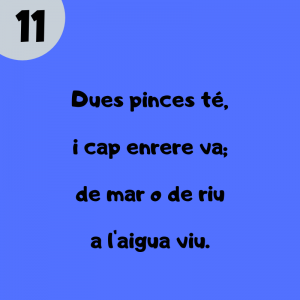 11
Dues pinces té,
i cap enrere va;
de mar o de riu
a l'aigua viu.